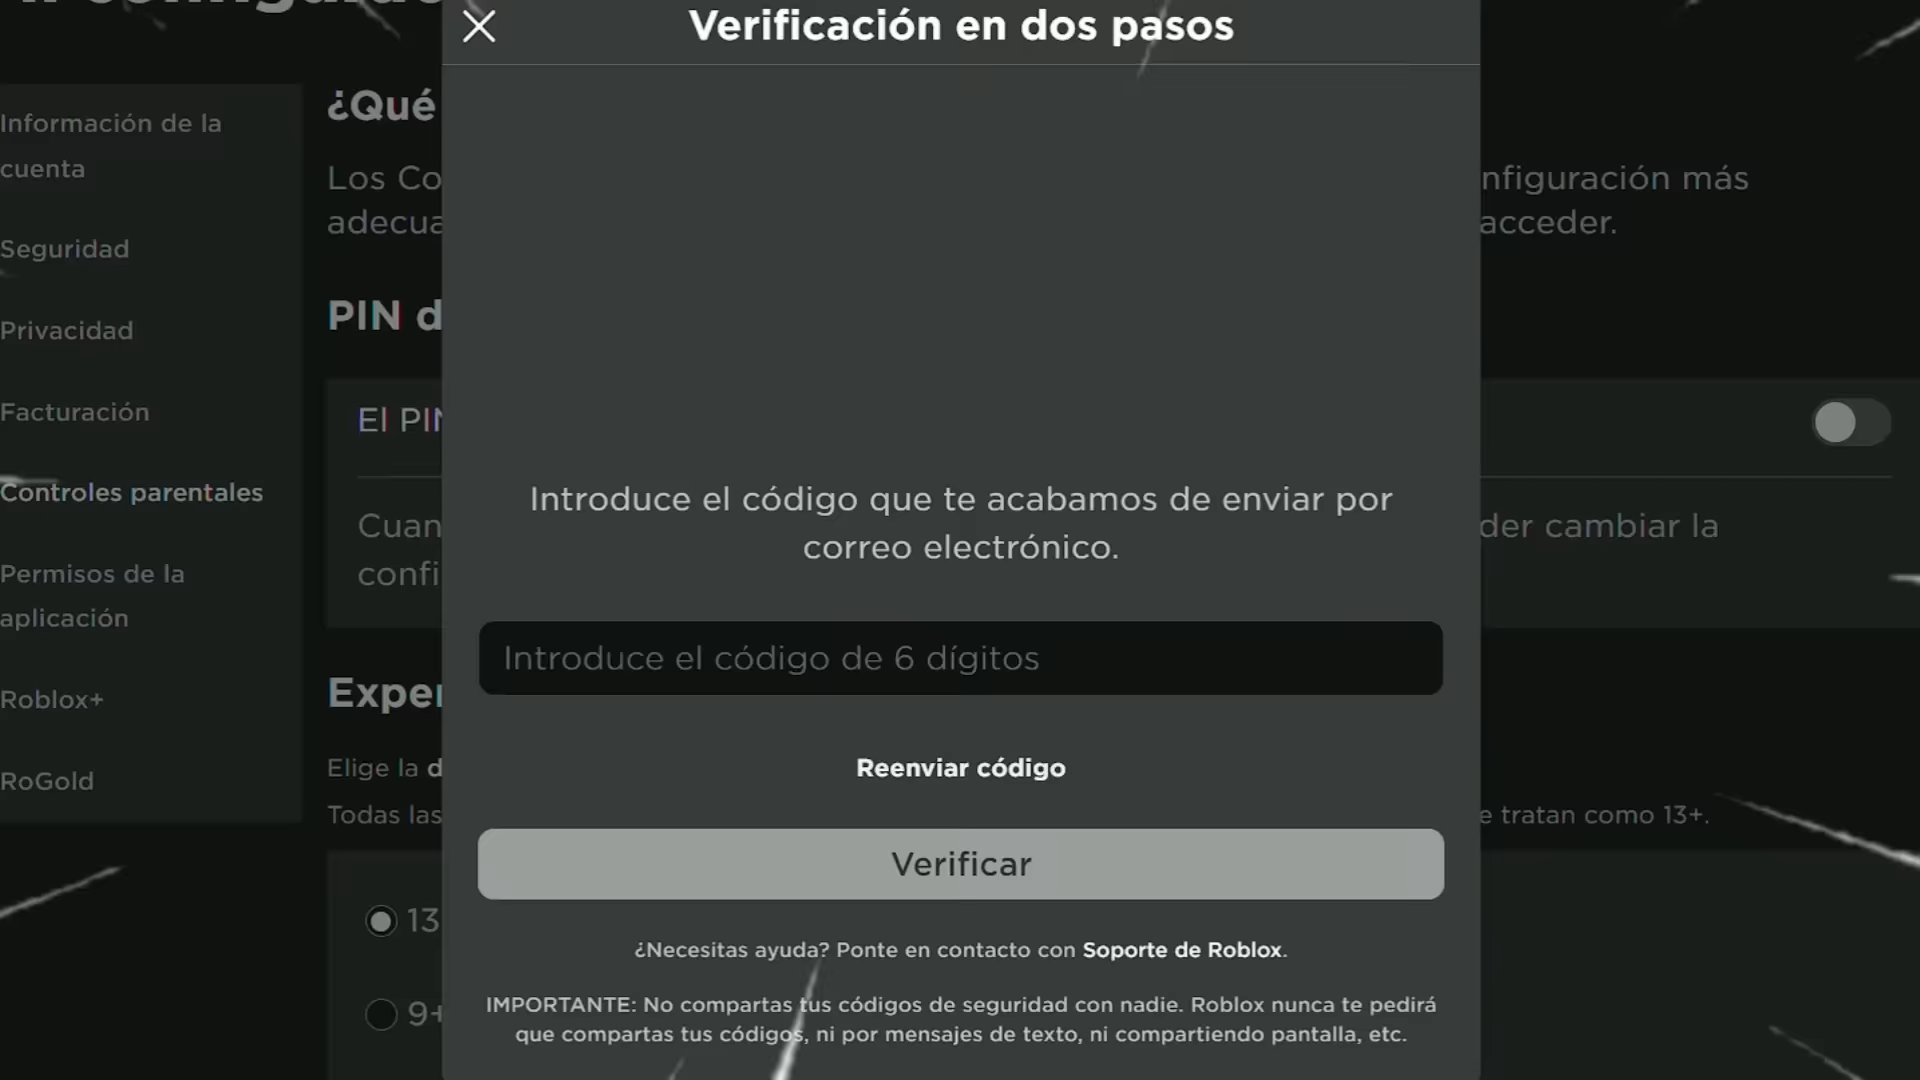 Verificación en dos pasos
Información de la
cuenta
Seguridad
Privacidad
Facturación
Controles parentales
Permisos de la
aplicación
Roblox+
RoGold
¿Qué
Los Co
nfiguración más
adecua
acceder.
PIN d
El PIN
Cuan
der cambiar la
confi
Exper
Elige la d
Todas las
e tratan como 13+.
13
9+
Introduce el código que te acabamos de enviar por
correo electrónico.
Introduce el código de 6 dígitos
Reenviar código
Verificar
¿Necesitas ayuda? Ponte en contacto con Soporte de Roblox.
IMPORTANTE: No compartas tus códigos de seguridad con nadie. Roblox nunca te pedirá
que compartas tus códigos, ni por mensajes de texto, ni compartiendo pantalla, etc.